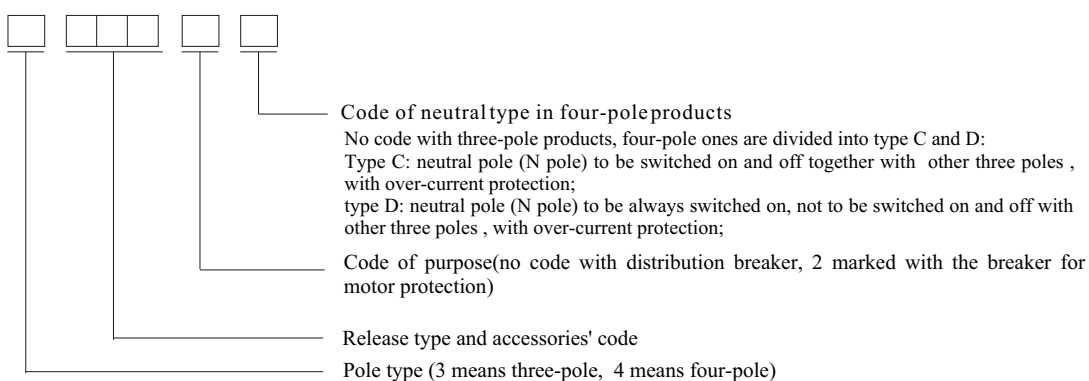 Code of neutral type in four-pole products
No code with three-pole products, four-pole ones are divided into type C and D:
Type C: neutral pole (N pole) to be switched on and off together with other three poles ,
with over-current protection;
type D: neutral pole (N pole) to be always switched on, not to be switched on and off with
other three poles , with over-current protection;
Code of purpose(no code with distribution breaker, 2 marked with the breaker for
motor protection)
Release type and accessories' code
Pole type (3 means three-pole, 4 means four-pole)